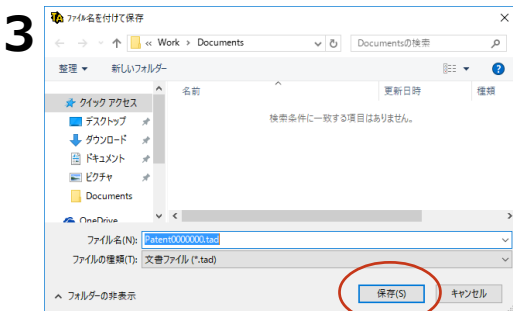 3
ファイル名を付けて保存
« Work › Documents
Documentsの検索
整理
新しいフォルダー
名前
更新日時
種類
検索条件に一致する項目はありません。
クイック アクセス
デスクトップ
ダウンロード
ドキュメント
ピクチャ
Documents
OneDrive
ファイル名(N):
Patent0000000.tad
ファイルの種類(T):
文書ファイル (*.tad)
フォルダーの非表示
保存(S)
キャンセル